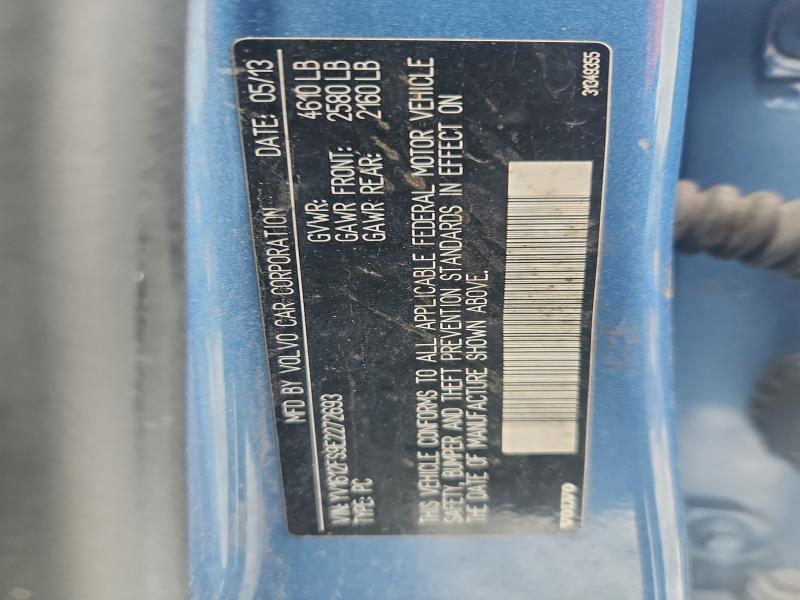 MFD BY VOLVO CAR CORPORATION DATE: 05/13
GVWR: 4610 LB
GAWR FRONT: 2580 LB
GAWR REAR: 2160 LB
VIN: YV1612FS9E2272693
TYPE: PC
THIS VEHICLE CONFORMS TO ALL APPLICABLE FEDERAL MOTOR VEHICLE
SAFETY, BUMPER AND THEFT PREVENTION STANDARDS IN EFFECT ON
THE DATE OF MANUFACTURE SHOWN ABOVE.
VOLVO 31349355